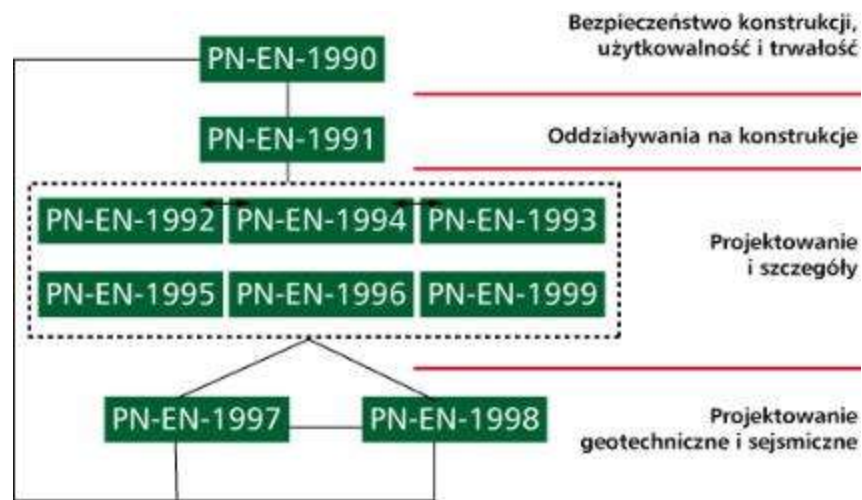 Bezpieczeństwo konstrukcji,
użytkowalność i trwałość
PN-EN-1990
PN-EN-1991
Oddziaływania na konstrukcje
PN-EN-1992 PN-EN-1994 PN-EN-1993
Projektowanie
i szczegóły
PN-EN-1995 PN-EN-1996 PN-EN-1999
PN-EN-1997 PN-EN-1998
Projektowanie
geotechniczne i sejsmiczne